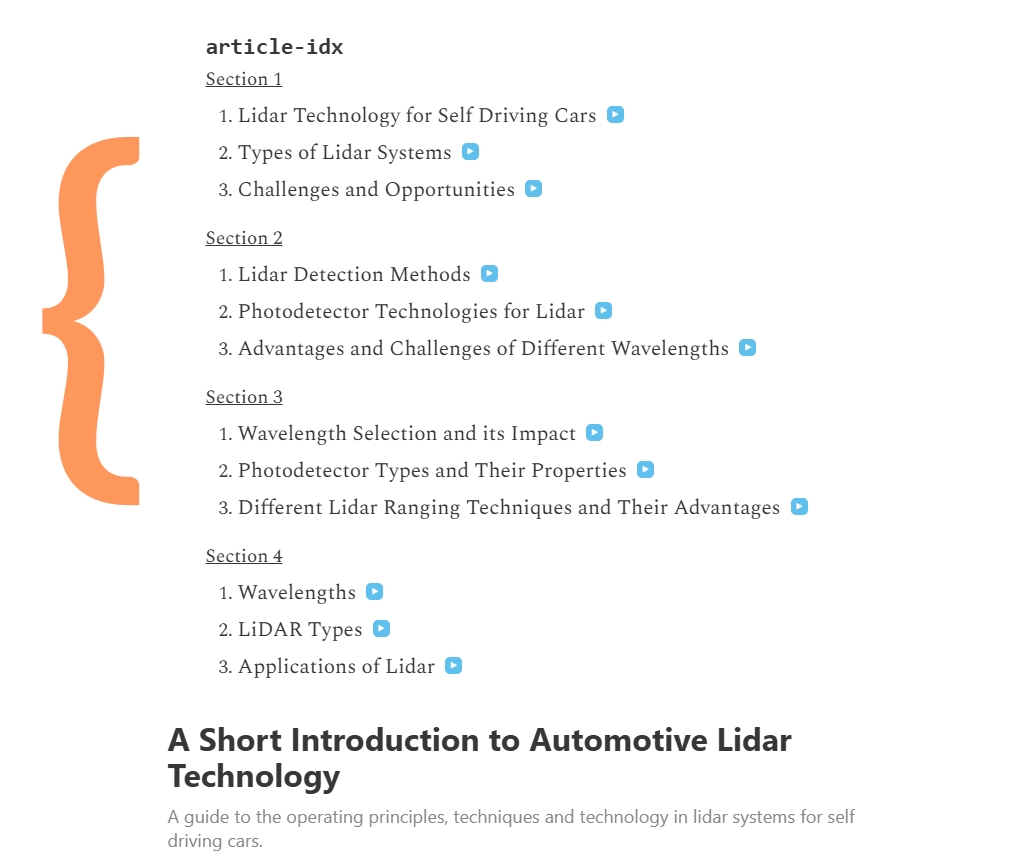 article-idx
Section 1
1. Lidar Technology for Self Driving Cars
2. Types of Lidar Systems
3. Challenges and Opportunities
Section 2
1. Lidar Detection Methods
2. Photodetector Technologies for Lidar
3. Advantages and Challenges of Different Wavelengths
Section 3
1. Wavelength Selection and its Impact
2. Photodetector Types and Their Properties
3. Different Lidar Ranging Techniques and Their Advantages
Section 4
1. Wavelengths
2. LiDAR Types
3. Applications of Lidar
A Short Introduction to Automotive Lidar
Technology
A guide to the operating principles, techniques and technology in lidar systems for self
driving cars.